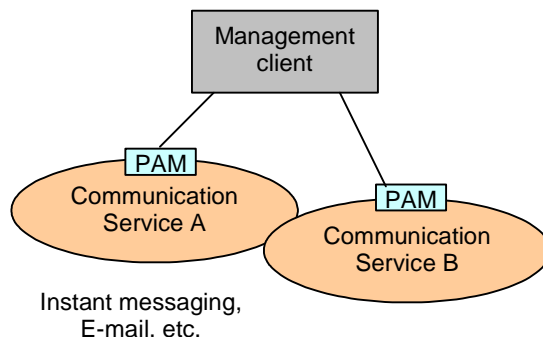 Management
client
PAM
Communication
Service A
PAM
Communication
Service B
Instant messaging,
E-mail, etc.